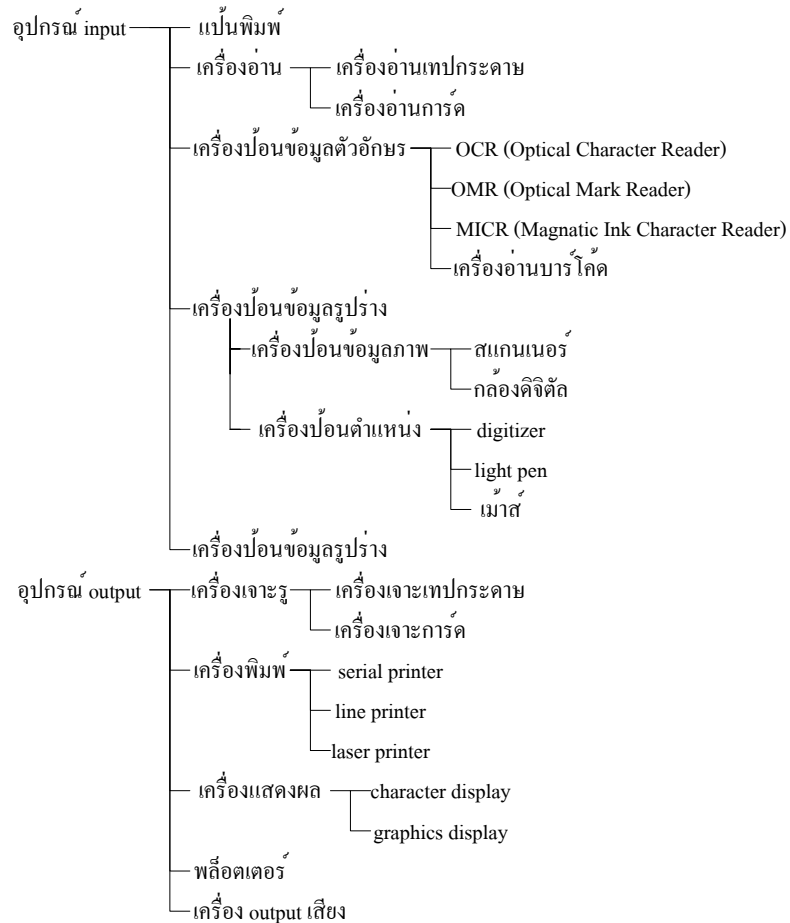 อุปกรณ์ input แป้นพิมพ์
เครื่องอ่าน เครื่องอ่านเทปกระดาษ
เครื่องอ่านการ์ด
เครื่องป้อนข้อมูลตัวอักษร OCR (Optical Character Reader)
OMR (Optical Mark Reader)
MICR (Magnatic Ink Character Reader)
เครื่องอ่านบาร์โค้ด
เครื่องป้อนข้อมูลรูปร่าง
เครื่องป้อนข้อมูลภาพ สแกนเนอร์
กล้องดิจิตัล
เครื่องป้อนตำแหน่ง digitizer
light pen
เม้าส์
เครื่องป้อนข้อมูลรูปร่าง
อุปกรณ์ output เครื่องเจาะรู เครื่องเจาะเทปกระดาษ
เครื่องเจาะการ์ด
เครื่องพิมพ์ serial printer
line printer
laser printer
เครื่องแสดงผล character display
graphics display
พล็อตเตอร์
เครื่อง output เสียง